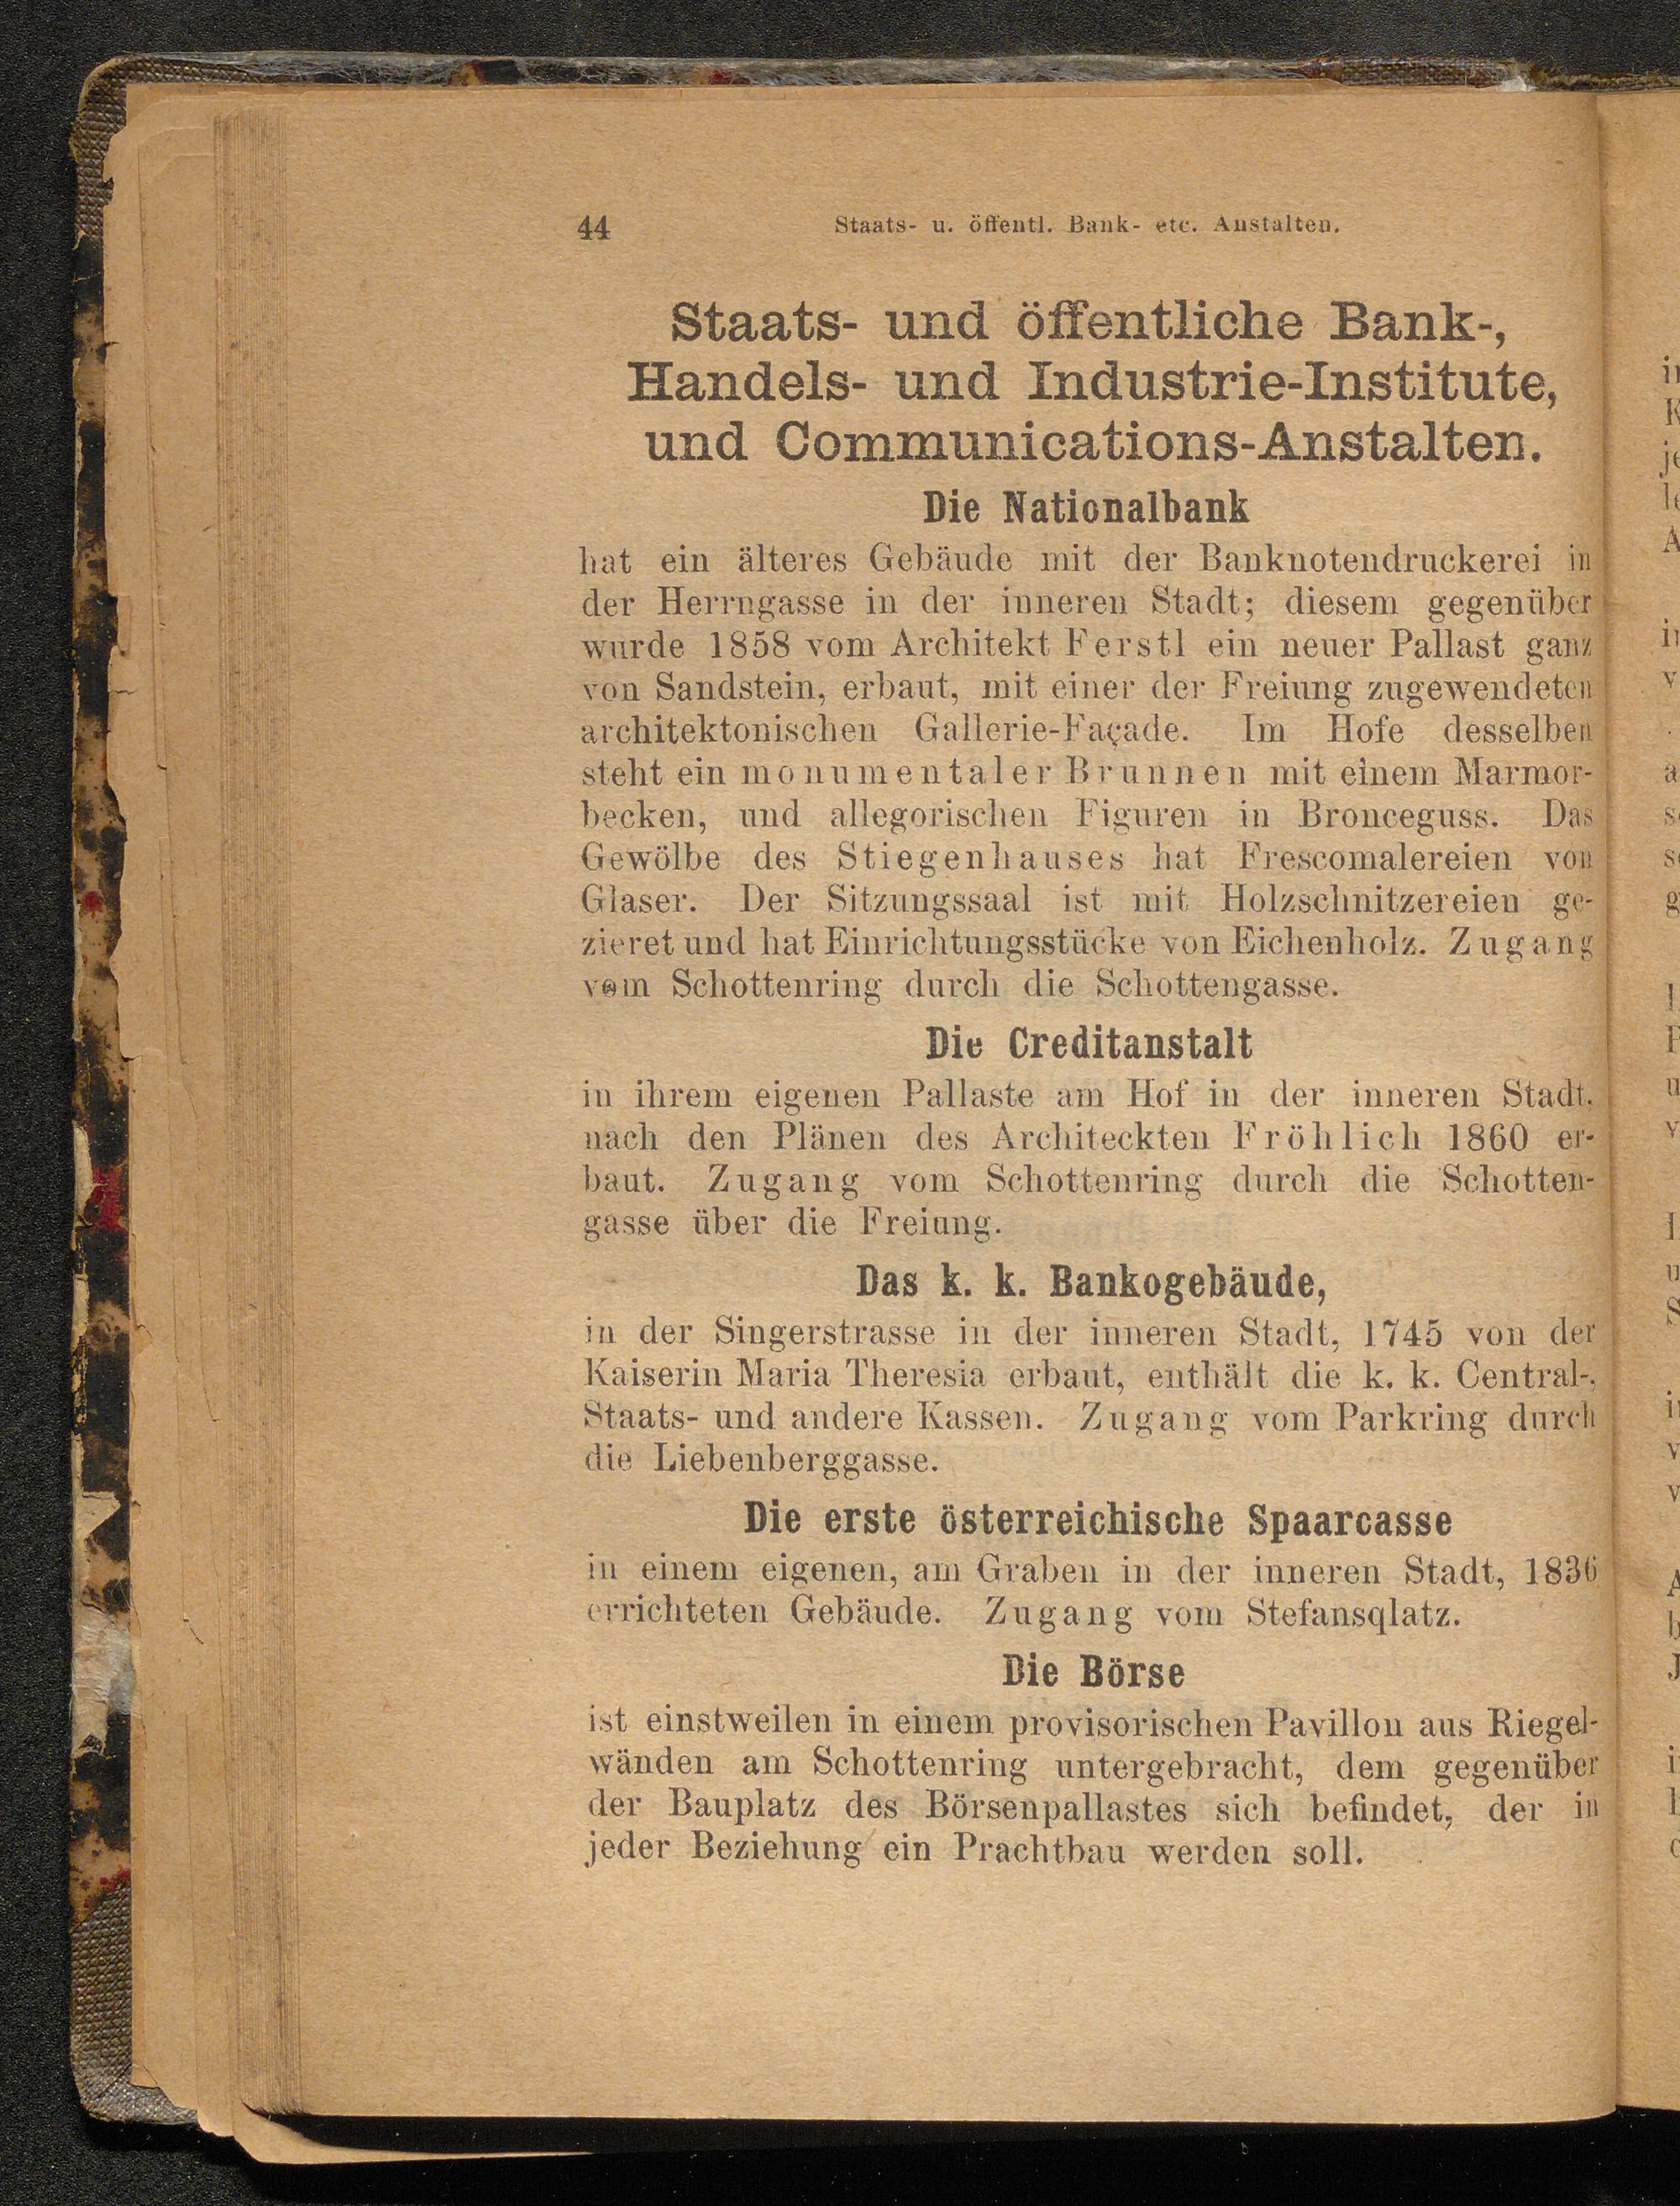 44 Staats- u. öffentl. Bank- etc. Anstalten.
Staats- und öffentliche Bank-,
Handels- und Industrie-Institute,
und Communications-Anstalten.
Die Nationalbank
hat ein älteres Gebäude mit der Banknotendruckerei in
der Herrngasse in der inneren Stadt; diesem gegenüber
wurde 1858 vom Architekt Ferstl ein neuer Pallast ganz
von Sandstein, erbaut, mit einer der Freiung zugewendeten
architektonischen Gallerie-Façade. Im Hofe desselben
steht ein monumentaler Brunnen mit einem Marmor-
becken, und allegorischen Figuren in Bronceguss. Das
Gewölbe des Stiegenhauses hat Frescomalereien von
Glaser. Der Sitzungssaal ist mit Holzschnitzereien ge-
zieret und hat Einrichtungsstücke von Eichenholz. Zugang
vom Schottenring durch die Schottengasse.
Die Creditanstalt
in ihrem eigenen Pallaste am Hof in der inneren Stadt,
nach den Plänen des Architeckten Fröhlich 1860 er-
baut. Zugang vom Schottenring durch die Schotten-
gasse über die Freiung.
Das k. k. Bankogebäude,
in der Singerstrasse in der inneren Stadt, 1745 von der
Kaiserin Maria Theresia erbaut, enthält die k. k. Central-,
Staats- und andere Kassen. Zugang vom Parkring durch
die Liebenberggasse.
Die erste österreichische Spaarcasse
in einem eigenen, am Graben in der inneren Stadt, 1836
errichteten Gebäude. Zugang vom Stefansqlatz.
Die Börse
ist einstweilen in einem provisorischen Pavillon aus Riegel-
wänden am Schottenring untergebracht, dem gegenüber
der Bauplatz des Börsenpallastes sich befindet, der in
jeder Beziehung ein Prachtbau werden soll.